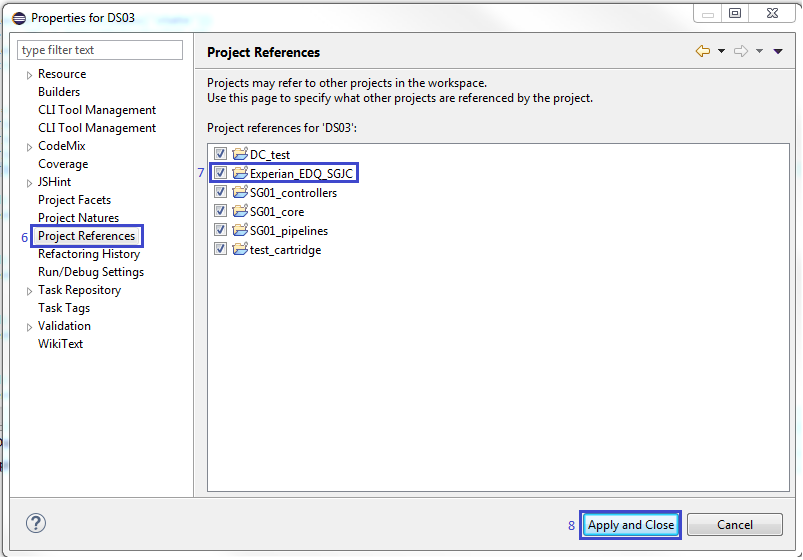 Properties for DS03
type filter text
Resource
Builders
CLI Tool Management
CLI Tool Management
CodeMix
Coverage
JSHint
Project Facets
Project Natures
6 Project References
Refactoring History
Run/Debug Settings
Task Repository
Task Tags
Validation
WikiText
Project References
Projects may refer to other projects in the workspace.
Use this page to specify what other projects are referenced by the project.
Project references for 'DS03':
DC_test
7 Experian_EDQ_SGJC
SG01_controllers
SG01_core
SG01_pipelines
test_cartridge
? 8 Apply and Close Cancel